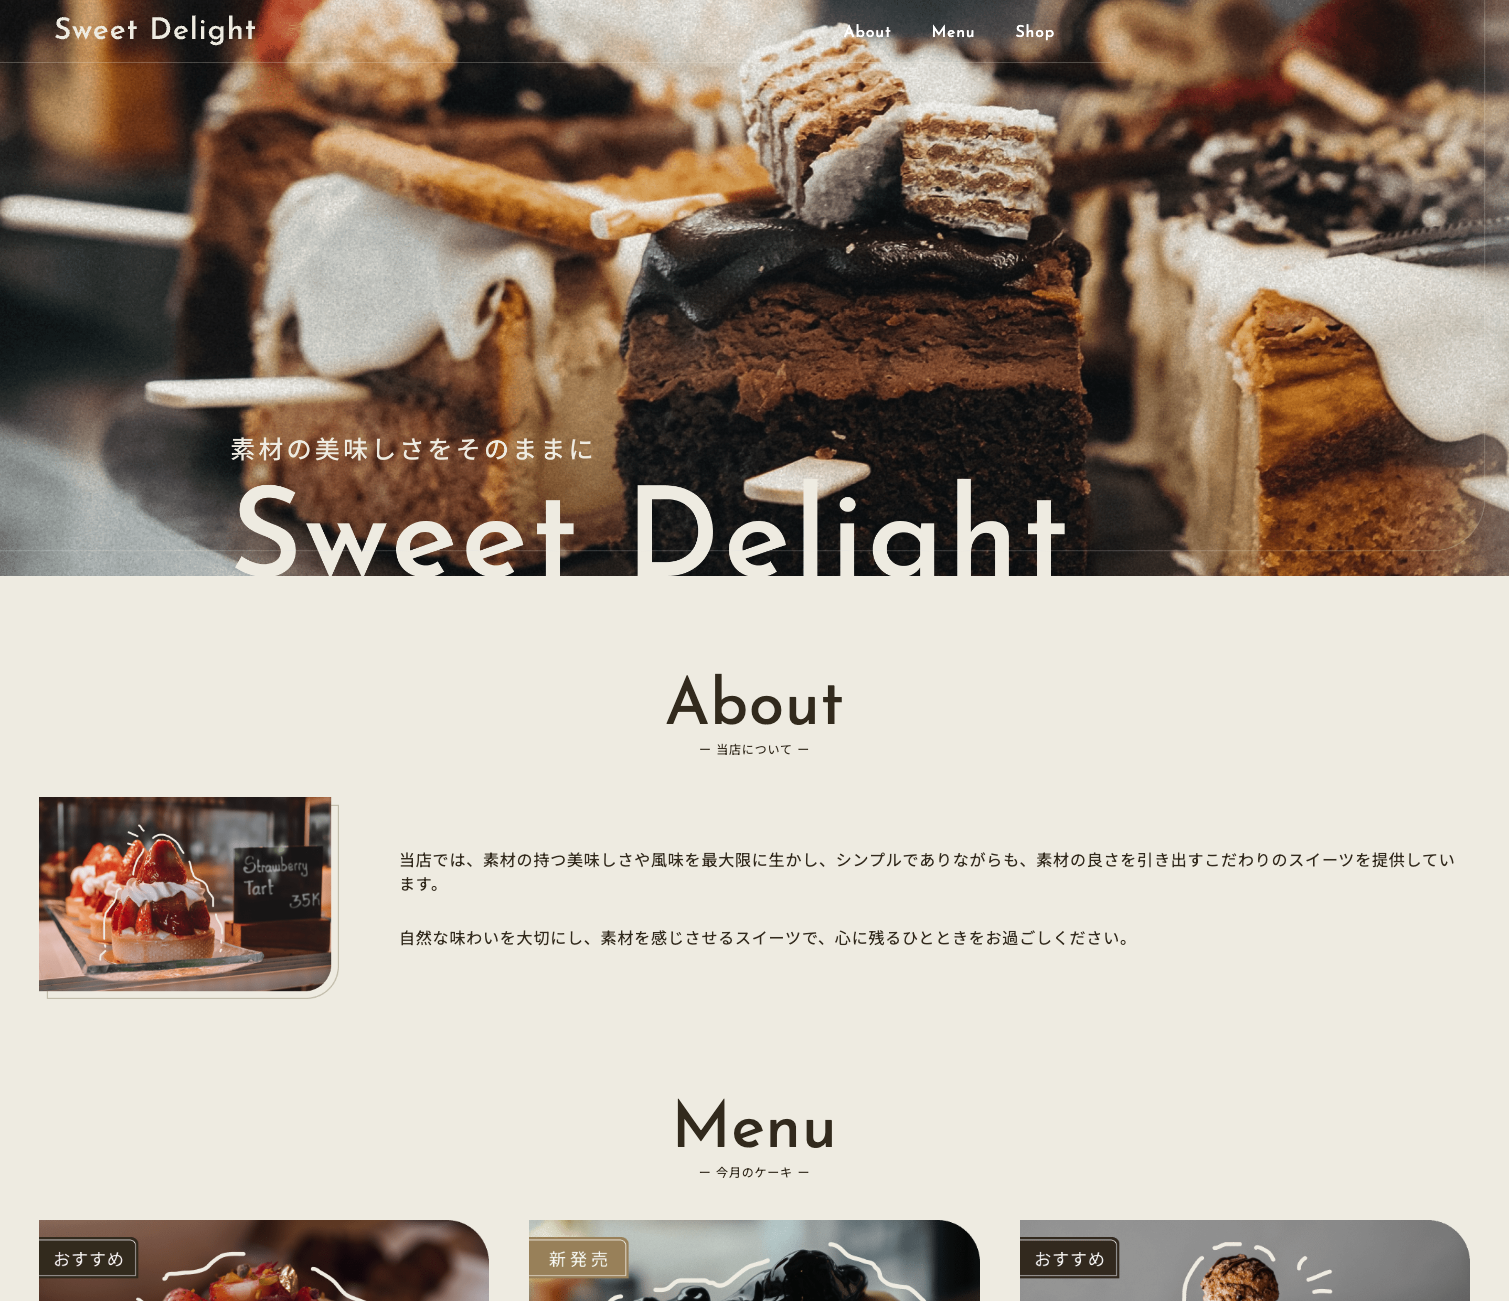 Sweet Delight
About Menu Shop
素材の美味しさをそのままに
Sweet Delight
About
ー 当店について ー
Strawberry
Tart
35K
当店では、素材の持つ美味しさや風味を最大限に生かし、シンプルでありながらも、素材の良さを引き出すこだわりのスイーツを提供してい
ます。
自然な味わいを大切にし、素材を感じさせるスイーツで、心に残るひとときをお過ごしください。
Menu
ー 今月のケーキ ー
おすすめ
新発売
おすすめ